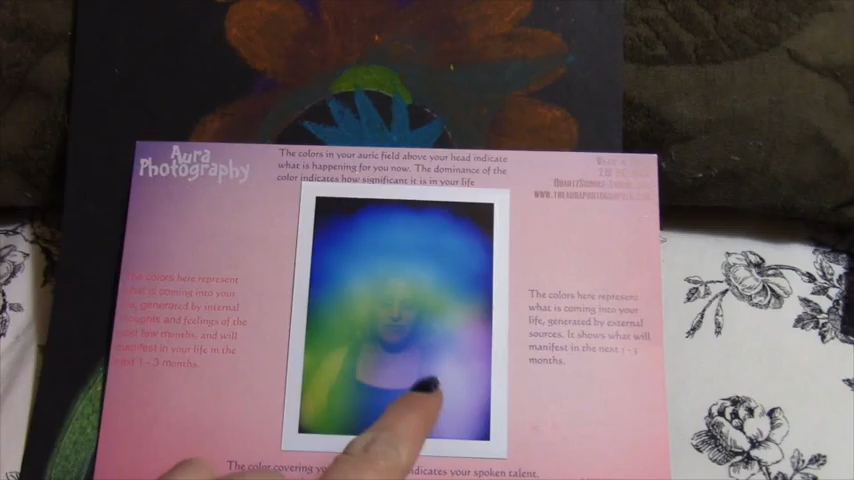 Aura
Photography
The colors in your auric field above your head indicate
what is happening for you now. The dominance of the
color indicates how significant it is in your life
The colors here represent
what is coming into your
life, generated by internal
thoughts and feelings of the
past few months, and will
manifest in your life in the
next 1 - 3 months.
The colors here represent
what is coming into your
life, generated by external
sources. It shows what will
manifest in the next 1 - 3
months.
The color covering indicates your spoken talent.